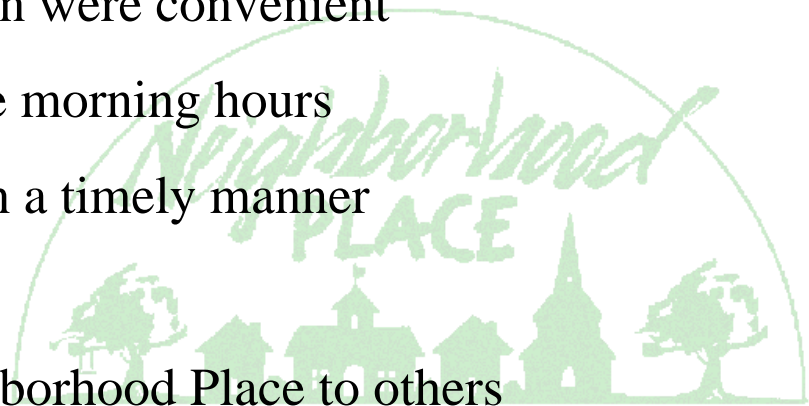 n were convenient
e morning hours
Neighborhood
n a timely manner
PLACE
borhood Place to others